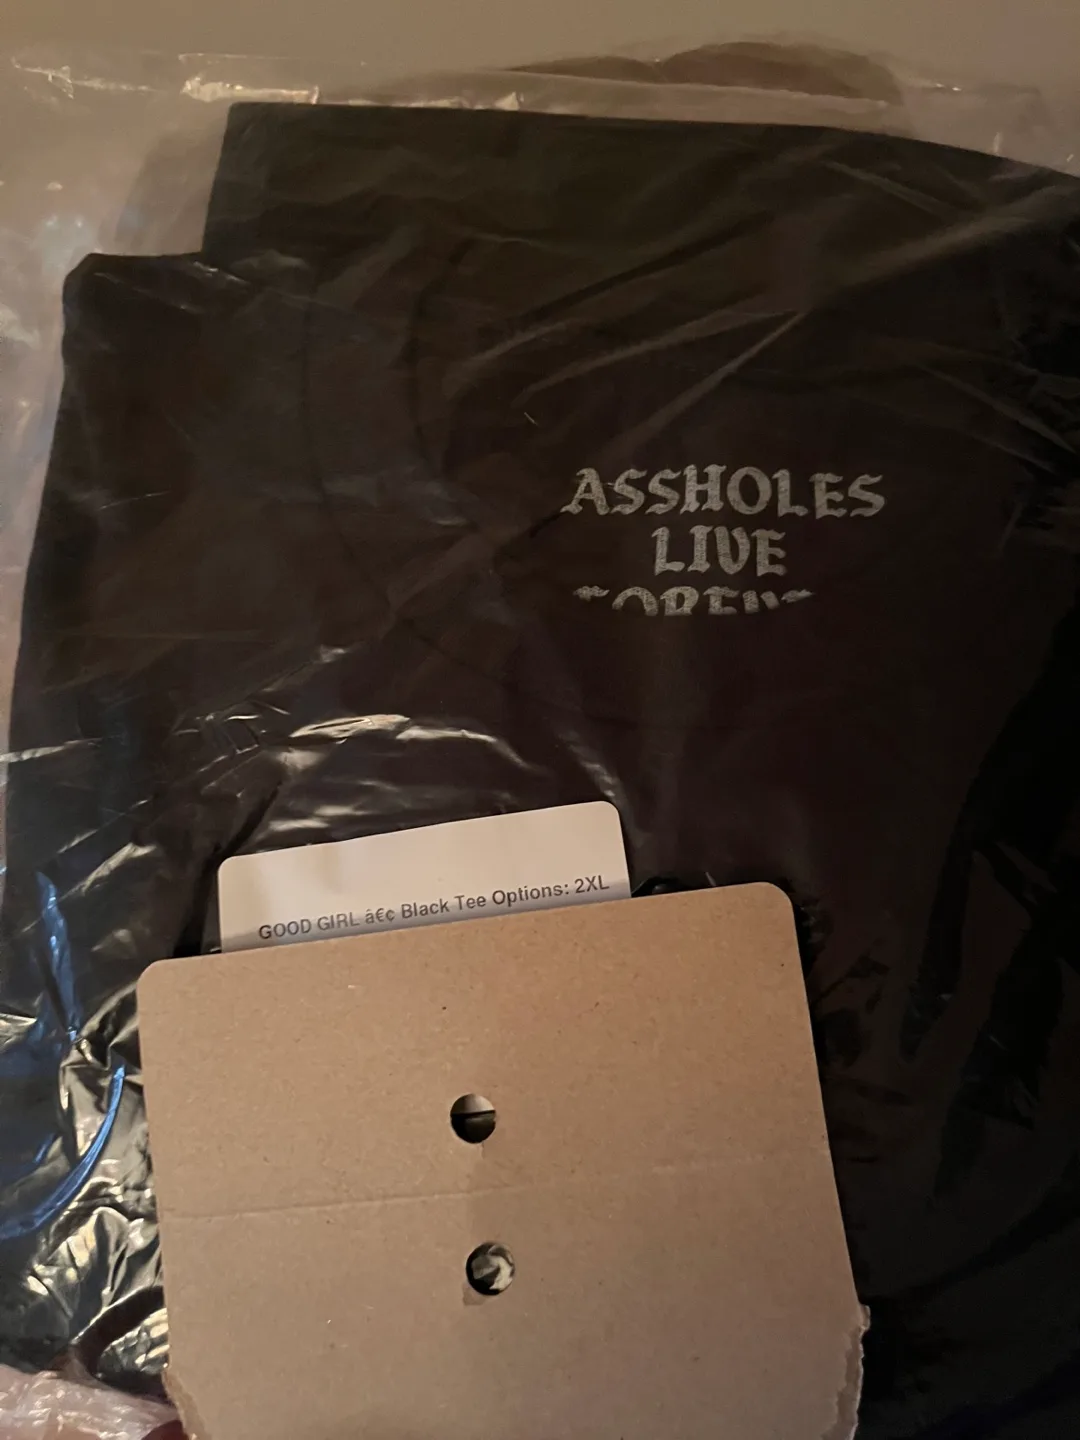 ASSHOLES
LIVE
GOOD GIRL â€¢ Black Tee Options: 2XL